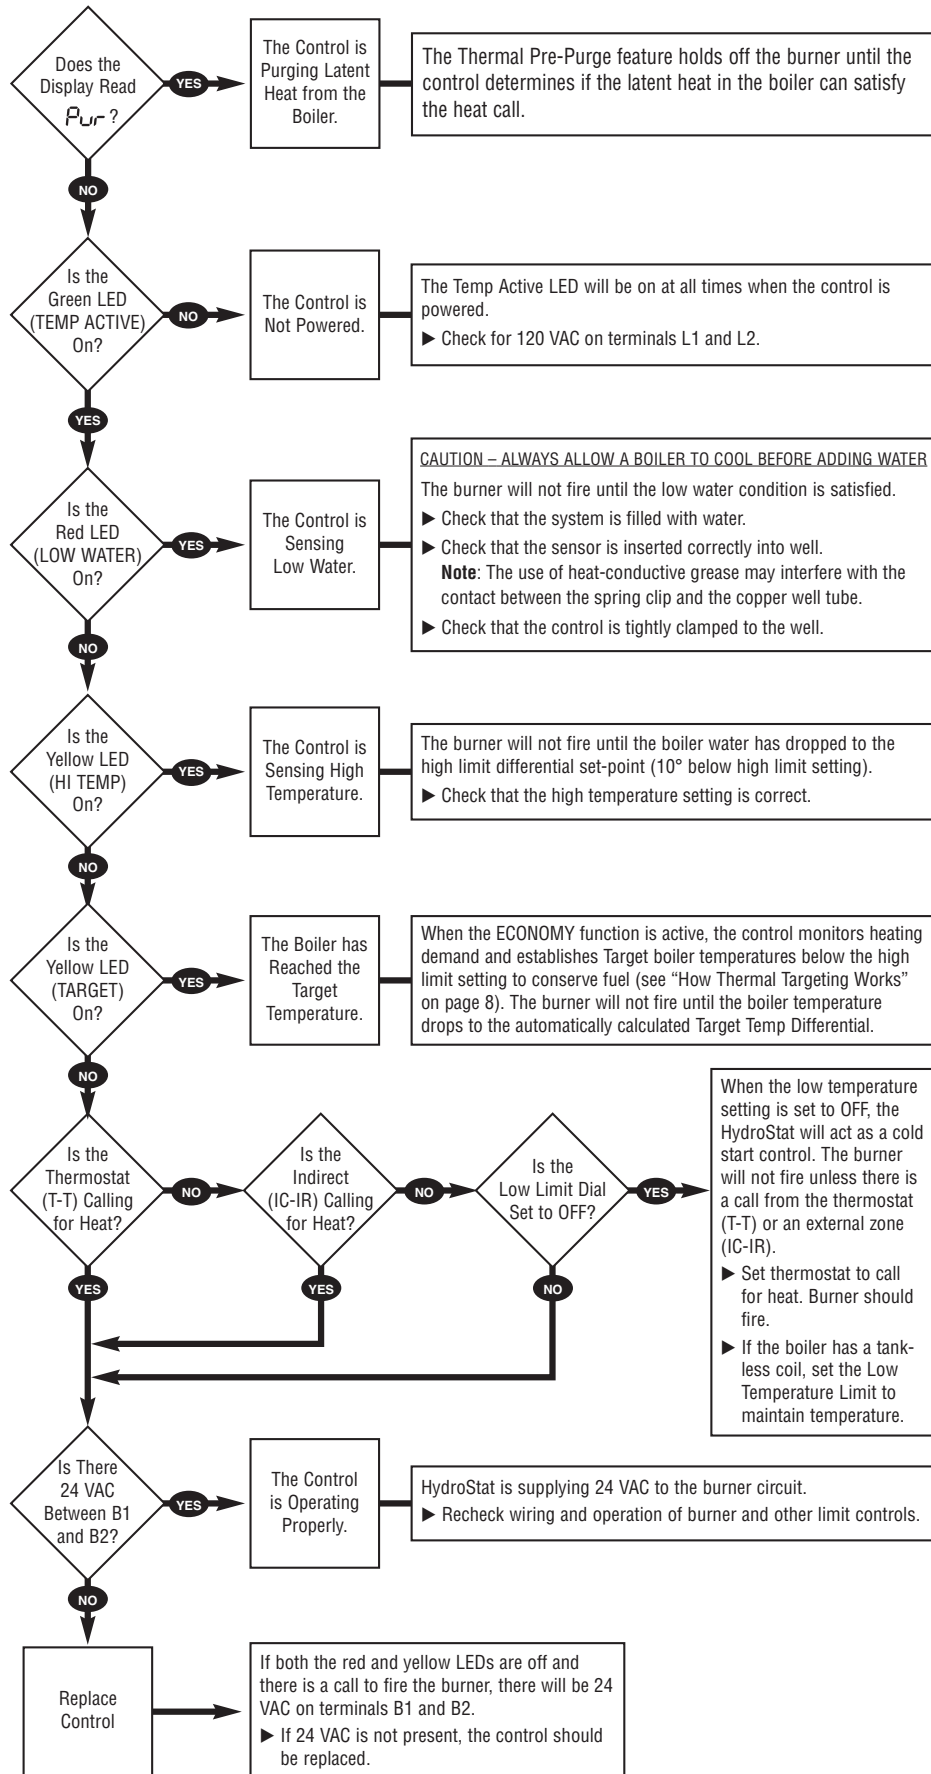 Does the
Display Read
Pur ?
YES
The Control is
Purging Latent
Heat from the
Boiler.
The Thermal Pre-Purge feature holds off the burner until the
control determines if the latent heat in the boiler can satisfy
the heat call.
NO
Is the
Green LED
(TEMP ACTIVE)
On?
NO
The Control is
Not Powered.
The Temp Active LED will be on at all times when the control is
powered.
▶ Check for 120 VAC on terminals L1 and L2.
YES
Is the
Red LED
(LOW WATER)
On?
YES
The Control is
Sensing
Low Water.
CAUTION – ALWAYS ALLOW A BOILER TO COOL BEFORE ADDING WATER
The burner will not fire until the low water condition is satisfied.
▶ Check that the system is filled with water.
▶ Check that the sensor is inserted correctly into well.
Note: The use of heat-conductive grease may interfere with the
contact between the spring clip and the copper well tube.
▶ Check that the control is tightly clamped to the well.
NO
Is the
Yellow LED
(HI TEMP)
On?
YES
The Control is
Sensing High
Temperature.
The burner will not fire until the boiler water has dropped to the
high limit differential set-point (10° below high limit setting).
▶ Check that the high temperature setting is correct.
NO
Is the
Yellow LED
(TARGET)
On?
YES
The Boiler has
Reached the
Target
Temperature.
When the ECONOMY function is active, the control monitors heating
demand and establishes Target boiler temperatures below the high
limit setting to conserve fuel (see “How Thermal Targeting Works”
on page 8). The burner will not fire until the boiler temperature
drops to the automatically calculated Target Temp Differential.
NO
Is the
Thermostat
(T-T) Calling
for Heat?
NO
Is the
Indirect
(IC-IR) Calling
for Heat?
NO
Is the
Low Limit Dial
Set to OFF?
YES
When the low temperature
setting is set to OFF, the
HydroStat will act as a cold
start control. The burner
will not fire unless there is
a call from the thermostat
(T-T) or an external zone
(IC-IR).
▶ Set thermostat to call
for heat. Burner should
fire.
▶ If the boiler has a tank-
less coil, set the Low
Temperature Limit to
maintain temperature.
YES
YES
NO
Is There
24 VAC
Between B1
and B2?
YES
The Control
is Operating
Properly.
HydroStat is supplying 24 VAC to the burner circuit.
▶ Recheck wiring and operation of burner and other limit controls.
NO
Replace
Control
If both the red and yellow LEDs are off and
there is a call to fire the burner, there will be 24
VAC on terminals B1 and B2.
▶ If 24 VAC is not present, the control should
be replaced.